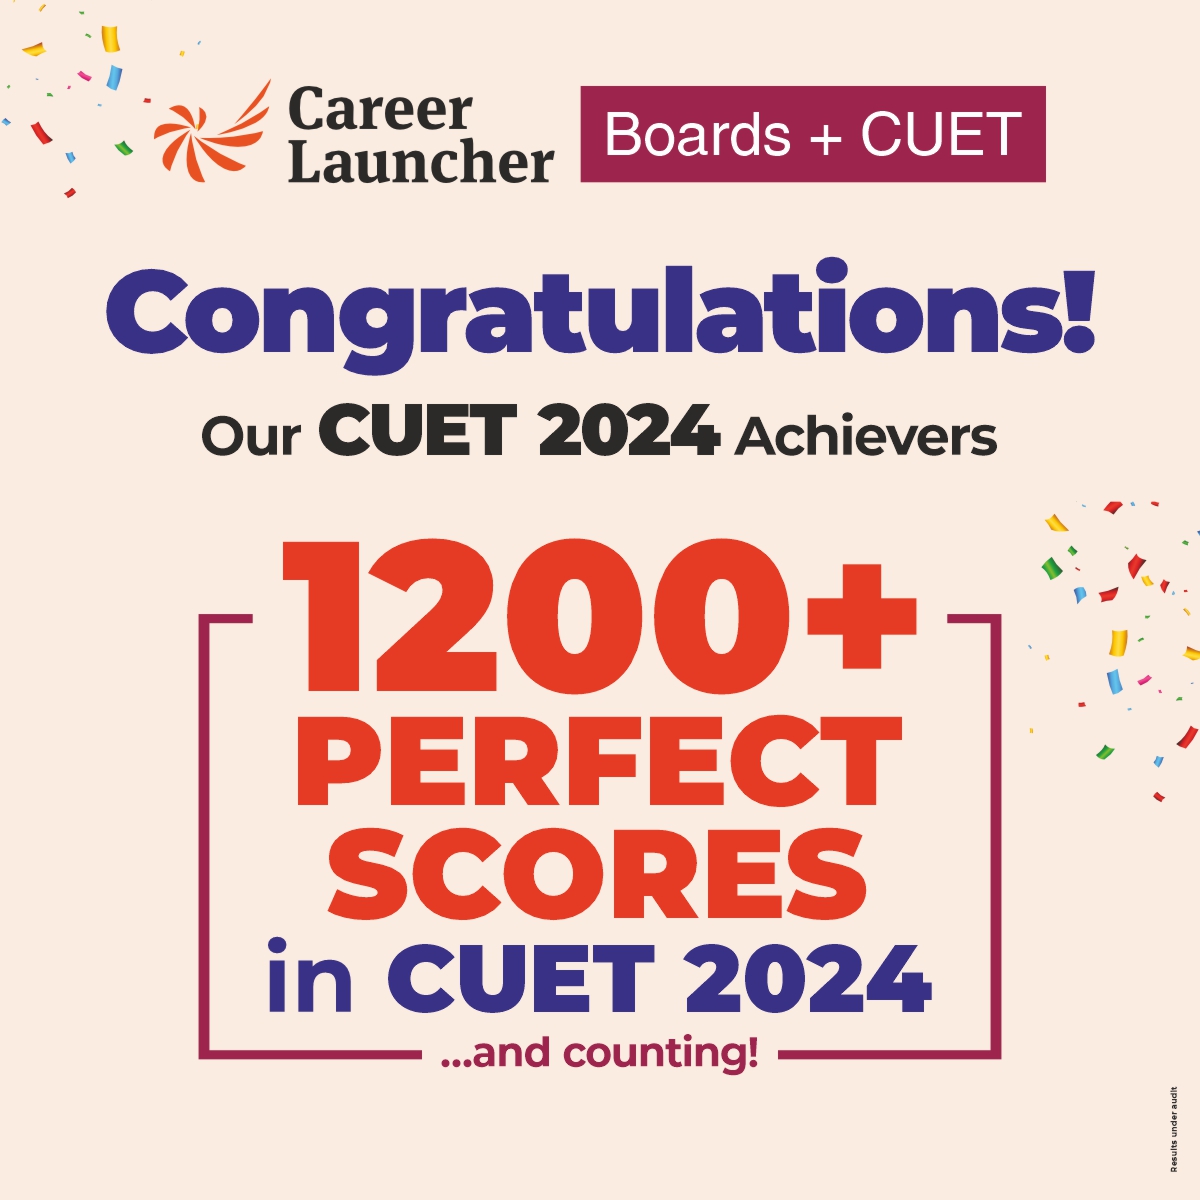 Career
Launcher
Boards + CUET
Congratulations!
Our CUET 2024 Achievers
1200+
PERFECT
SCORES
in CUET 2024
...and counting!
Results under audit